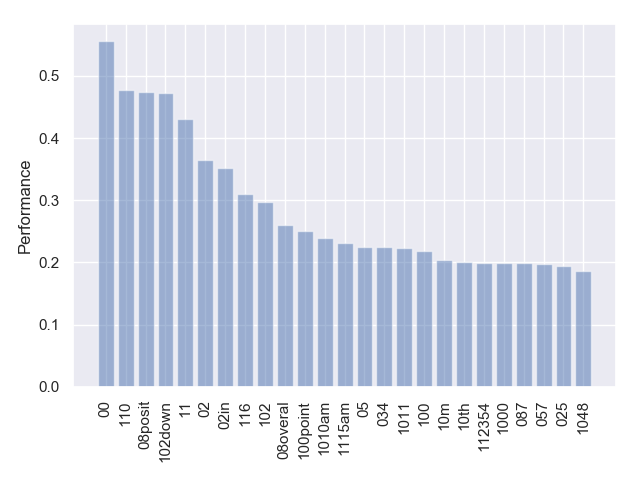 Performance
0.5
0.4
0.3
0.2
0.1
0.0
00
110
08posit
102down
11
02
02in
116
102
08overal
100point
1010am
1115am
05
034
1011
100
10m
10th
112354
1000
087
057
025
1048